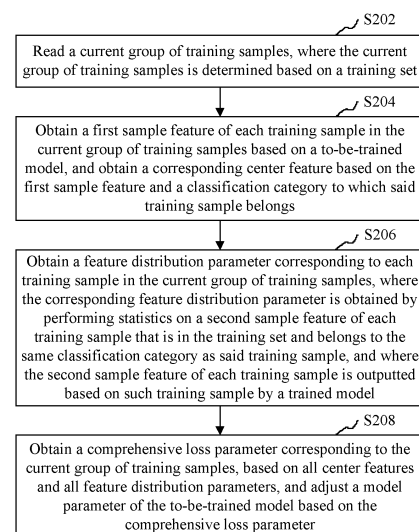 S202
Read a current group of training samples, where the current
group of training samples is determined based on a training set
S204
Obtain a first sample feature of each training sample in the
current group of training samples based on a to-be-trained
model, and obtain a corresponding center feature based on the
first sample feature and a classification category to which said
training sample belongs
S206
Obtain a feature distribution parameter corresponding to each
training sample in the current group of training samples, where
the corresponding feature distribution parameter is obtained by
performing statistics on a second sample feature of each
training sample that is in the training set and belongs to the
same classification category as said training sample, and where
the second sample feature of each training sample is outputted
based on such training sample by a trained model
S208
Obtain a comprehensive loss parameter corresponding to the
current group of training samples, based on all center features
and all feature distribution parameters, and adjust a model
parameter of the to-be-trained model based on the
comprehensive loss parameter